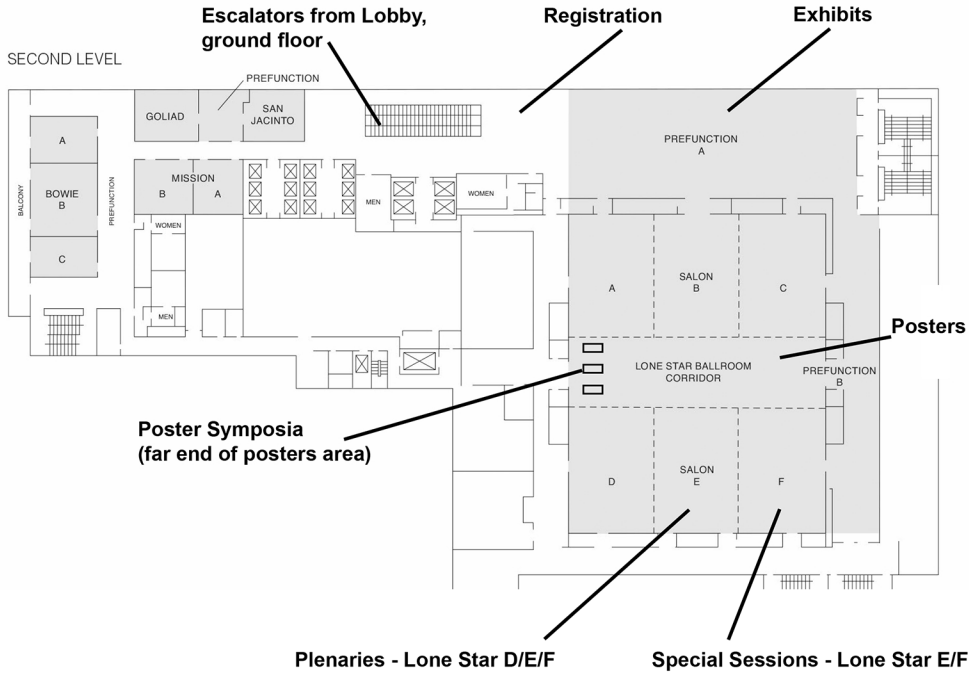 Escalators from Lobby,
ground floor
Registration
Exhibits
SECOND LEVEL
PREFUNCTION
GOLIAD
SAN
JACINTO
A
BOWIE
B
C
BALCONY
PREFUNCTION
MISSION
B
A
WOMEN
MEN
MEN
WOMEN
PREFUNCTION
A
A
SALON
B
C
Posters
LONE STAR BALLROOM
CORRIDOR
PREFUNCTION
B
Poster Symposia
(far end of posters area)
D
SALON
E
F
Plenaries - Lone Star D/E/F
Special Sessions - Lone Star E/F